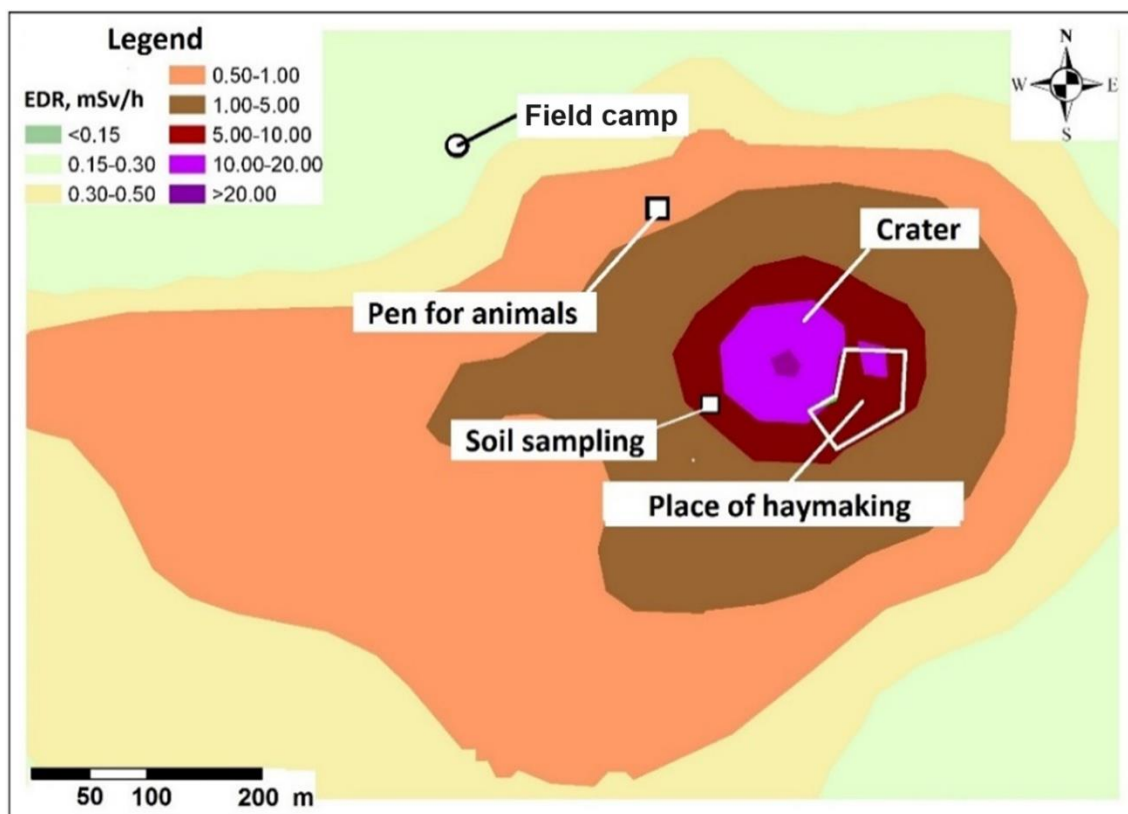 Legend
EDR, mSv/h
<0.15
0.15-0.30
0.30-0.50
0.50-1.00
1.00-5.00
5.00-10.00
10.00-20.00
>20.00
N
W E
S
Field camp
Crater
Pen for animals
Soil sampling
Place of haymaking
50 100 200 m